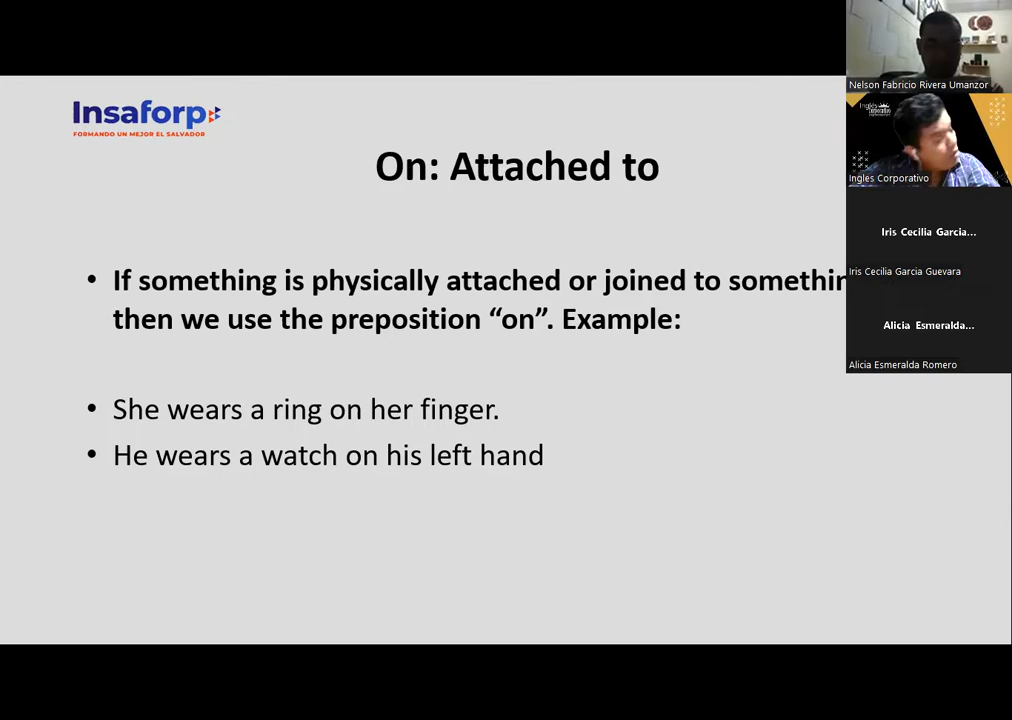 Insaforp
FORMANDO UN MEJOR EL SALVADOR
On: Attached to
• If something is physically attached or joined to somethin
then we use the preposition “on”. Example:
• She wears a ring on her finger.
• He wears a watch on his left hand
Nelson Fabricio Rivera Umanzor
Inglés
Corporativo
Ingles Corporativo
Iris Cecilia Garcia...
Iris Cecilia Garcia Guevara
Alicia Esmeralda...
Alicia Esmeralda Romero